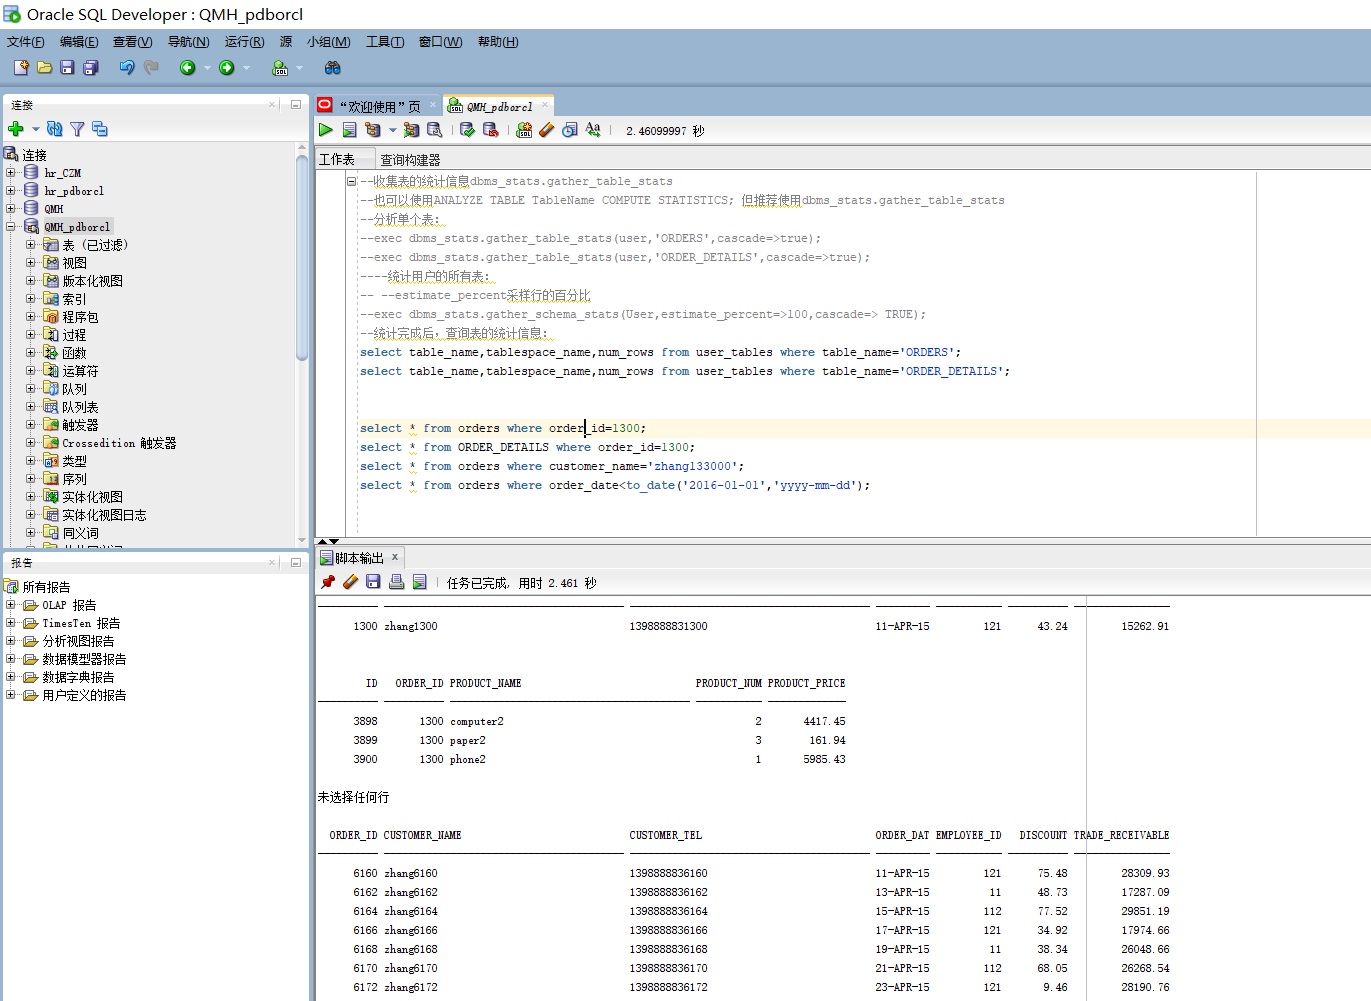 Oracle SQL Developer : QMH_pdborcl
文件(F) 编辑(E) 查看(V) 导航(N) 运行(R) 源 小组(M) 工具(T) 窗口(W) 帮助(H)
连接
连接
hr_CZM
hr_pdborcl
QMH
QMH_pdborcl
表 (已过滤)
视图
版本化视图
索引
程序包
过程
函数
运算符
队列
队列表
触发器
Crossedition 触发器
类型
序列
实体化视图
实体化视图日志
同义词
报告
所有报告
OLAP 报告
TimesTen 报告
分析视图报告
数据模型器报告
数据字典报告
用户定义的报告
“欢迎使用”页 QMH_pdborcl
2.46099997 秒
工作表 查询构建器
--收集表的统计信息dbms_stats.gather_table_stats
--也可以使用ANALYZE TABLE TableName COMPUTE STATISTICS; 但推荐使用dbms_stats.gather_table_stats
--分析单个表：
--exec dbms_stats.gather_table_stats(user,'ORDERS',cascade=>true);
--exec dbms_stats.gather_table_stats(user,'ORDER_DETAILS',cascade=>true);
----统计用户的所有表：
-- --estimate_percent采样行的百分比
--exec dbms_stats.gather_schema_stats(User,estimate_percent=>100,cascade=> TRUE);
--统计完成后，查询表的统计信息：
select table_name,tablespace_name,num_rows from user_tables where table_name='ORDERS';
select table_name,tablespace_name,num_rows from user_tables where table_name='ORDER_DETAILS';
select * from orders where order_id=1300;
select * from ORDER_DETAILS where order_id=1300;
select * from orders where customer_name='zhang133000';
select * from orders where order_date<to_date('2016-01-01','yyyy-mm-dd');
脚本输出
任务已完成, 用时 2.461 秒
1300 zhang1300 1398888831300 11-APR-15 121 43.24 15262.91
ID ORDER_ID PRODUCT_NAME PRODUCT_NUM PRODUCT_PRICE
3898 1300 computer2 2 4417.45
3899 1300 paper2 3 161.94
3900 1300 phone2 1 5985.43
未选择任何行
ORDER_ID CUSTOMER_NAME CUSTOMER_TEL ORDER_DAT EMPLOYEE_ID DISCOUNT TRADE_RECEIVABLE
6160 zhang6160 1398888836160 11-APR-15 121 75.48 28309.93
6162 zhang6162 1398888836162 13-APR-15 11 48.73 17287.09
6164 zhang6164 1398888836164 15-APR-15 112 77.52 29851.19
6166 zhang6166 1398888836166 17-APR-15 121 34.92 17974.66
6168 zhang6168 1398888836168 19-APR-15 11 38.34 26048.66
6170 zhang6170 1398888836170 21-APR-15 112 68.05 26268.54
6172 zhang6172 1398888836172 23-APR-15 121 9.46 28190.76